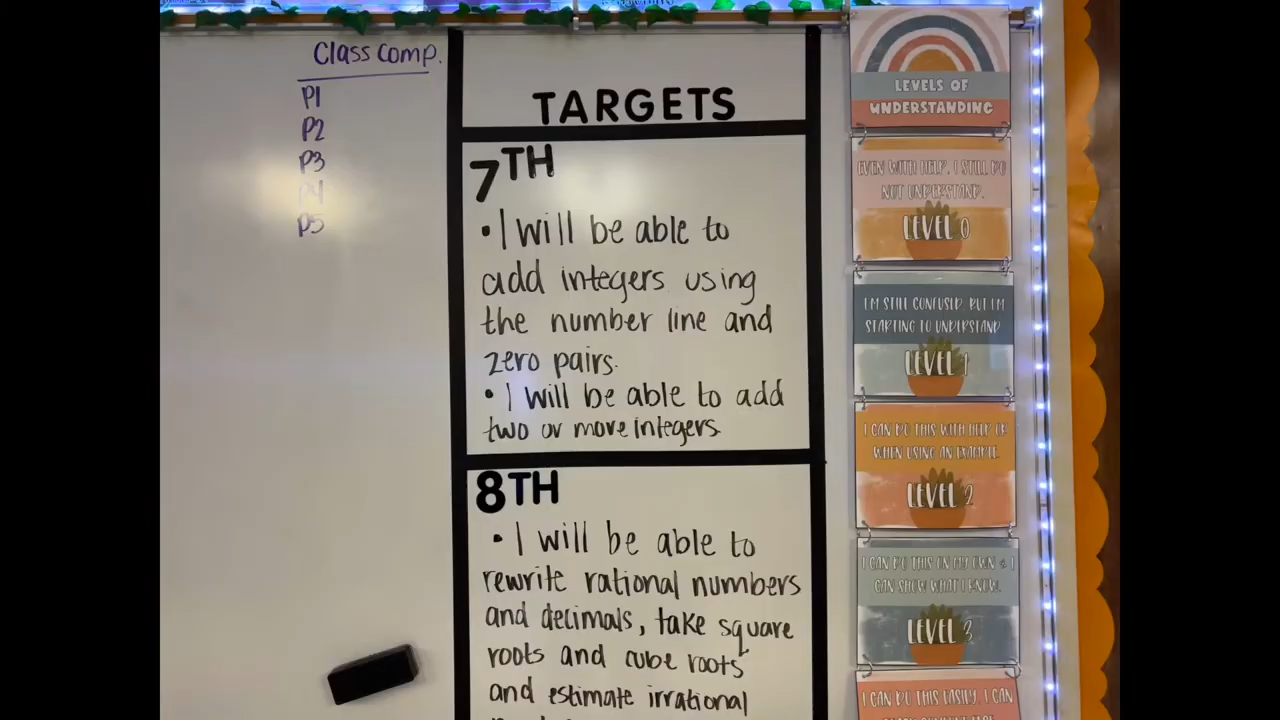 Class comp.
P1
P2
P3
P4
P5
TARGETS
7TH
• I will be able to
add integers using
the number line and
zero pairs.
• I will be able to add
two or more integers.
8TH
• I will be able to
rewrite rational numbers
and decimals, take square
roots and cube roots
and estimate irrational
LEVELS OF
UNDERSTANDING
EVEN WITH HELP, I STILL DO
NOT UNDERSTAND.
LEVEL 0
I'M STILL CONFUSED, BUT I'M
STARTING TO UNDERSTAND
LEVEL 1
I CAN DO THIS WITH HELP OR
WHEN USING AN EXAMPLE.
LEVEL 2
I CAN DO THIS ON MY OWN & I
CAN SHOW WHAT I KNOW.
LEVEL 3
I CAN DO THIS EASILY, I CAN